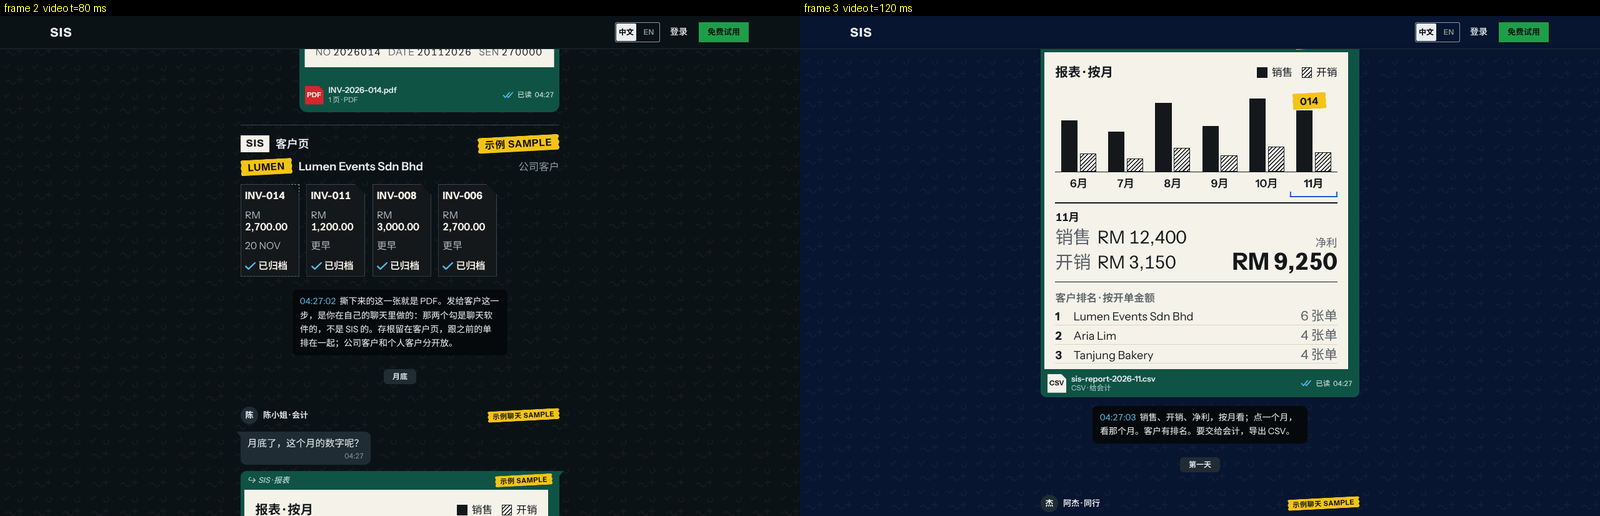 frame 2 video t=80 ms
SIS
中文 EN 登录 免费试用
NO 2026014 DATE 20112026 SEN 270000
PDF INV-2026-014.pdf
1 页 · PDF
已读 04:27
SIS 客户页
示例 SAMPLE
LUMEN Lumen Events Sdn Bhd 公司客户
INV-014
RM
2,700.00
20 NOV
已归档
INV-011
RM
1,200.00
更早
已归档
INV-008
RM
3,000.00
更早
已归档
INV-006
RM
2,700.00
更早
已归档
04:27:02 撕下来的这一张就是 PDF。发给客户这一
步，是你在自己的聊天里做的：那两个勾是聊天软
件的，不是 SIS 的。存根留在客户页，跟之前的单
排在一起；公司客户和个人客户分开放。
月底
陈 陈小姐 · 会计
示例聊天 SAMPLE
月底了，这个月的数字呢？
04:27
SIS · 报表
示例 SAMPLE
报表 · 按月
销售 开销
frame 3 video t=120 ms
SIS
中文 EN 登录 免费试用
报表 · 按月
销售 开销
014
6月 7月 8月 9月 10月 11月
11月
销售 RM 12,400
开销 RM 3,150
净利
RM 9,250
客户排名 · 按开单金额
1 Lumen Events Sdn Bhd 6 张单
2 Aria Lim 4 张单
3 Tanjung Bakery 4 张单
CSV sis-report-2026-11.csv
CSV · 给会计
已读 04:27
04:27:03 销售、开销、净利，按月看；点一个月，
看那个月。客户有排名。要交给会计，导出 CSV。
第一天
杰 阿杰 · 同行
示例聊天 SAMPLE